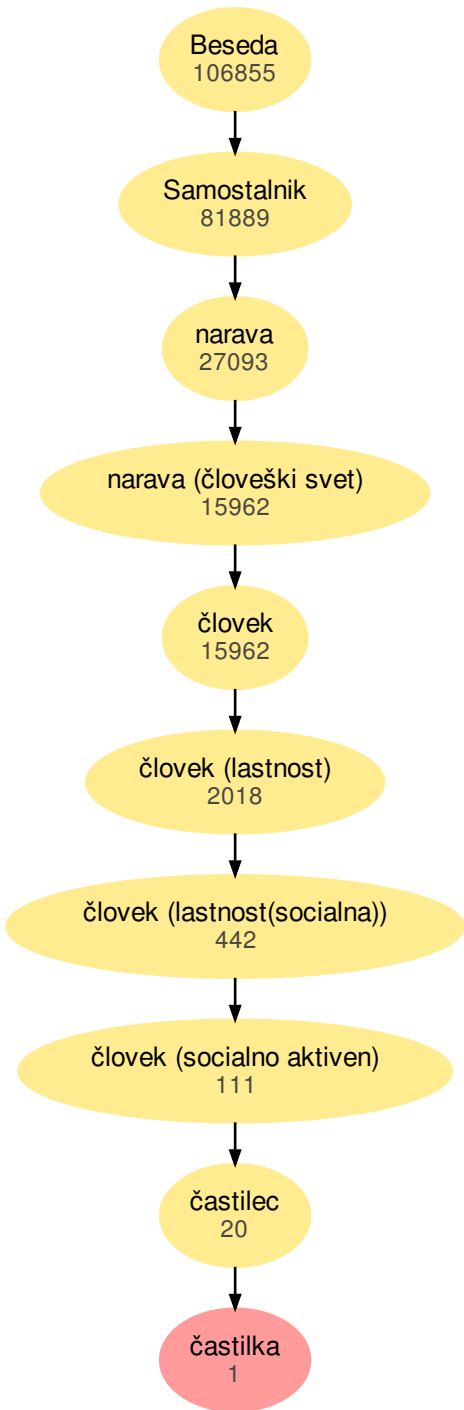 Beseda
106855
Samostalnik
81889
narava
27093
narava (človeški svet)
15962
človek
15962
človek (lastnost)
2018
človek (lastnost(socialna))
442
človek (socialno aktiven)
111
častilec
20
častilka
1